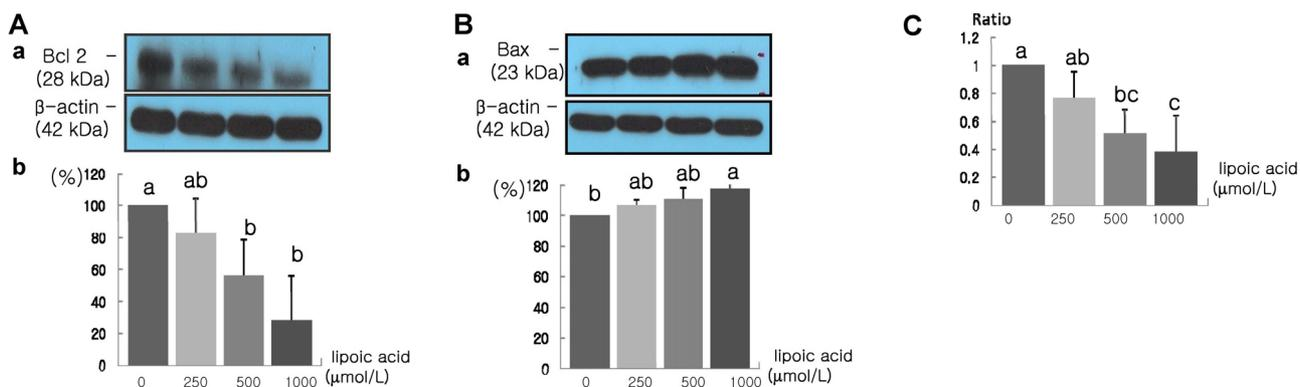 A
a
Bcl 2 –
(28 kDa)
β-actin –
(42 kDa)
b
(%)
120
100
80
60
40
20
0
a
ab
b
b
0
250
500
1000
lipoic acid
(μmol/L)
B
a
Bax –
(23 kDa)
β-actin –
(42 kDa)
b
(%)
120
100
80
60
40
20
0
b
ab
ab
a
0
250
500
1000
lipoic acid
(μmol/L)
C
Ratio
1.2
1
0.8
0.6
0.4
0.2
0
a
ab
bc
c
0
250
500
1000
lipoic acid
(μmol/L)